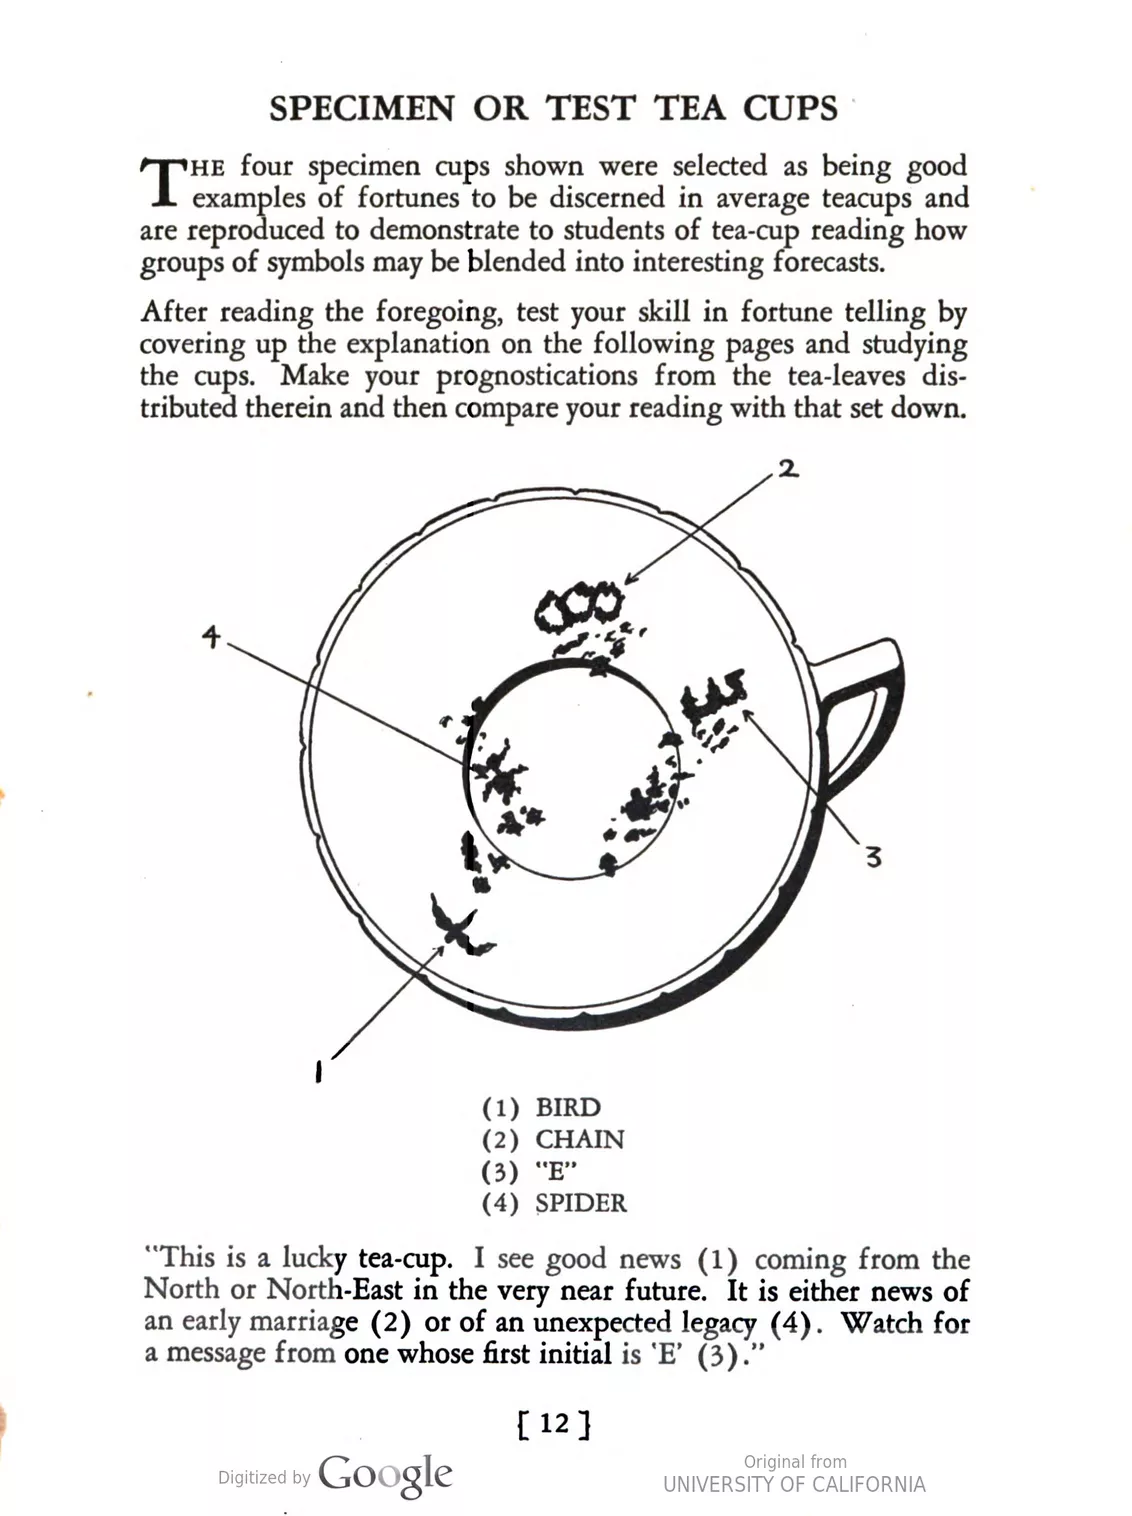 SPECIMEN OR TEST TEA CUPS
THE four specimen cups shown were selected as being good
examples of fortunes to be discerned in average teacups and
are reproduced to demonstrate to students of tea-cup reading how
groups of symbols may be blended into interesting forecasts.
After reading the foregoing, test your skill in fortune telling by
covering up the explanation on the following pages and studying
the cups. Make your prognostications from the tea-leaves dis-
tributed therein and then compare your reading with that set down.
2
4
3
1
(1) BIRD
(2) CHAIN
(3) "E"
(4) SPIDER
"This is a lucky tea-cup. I see good news (1) coming from the
North or North-East in the very near future. It is either news of
an early marriage (2) or of an unexpected legacy (4). Watch for
a message from one whose first initial is 'E' (3)."
[ 12 ]
Digitized by Google
Original from
UNIVERSITY OF CALIFORNIA